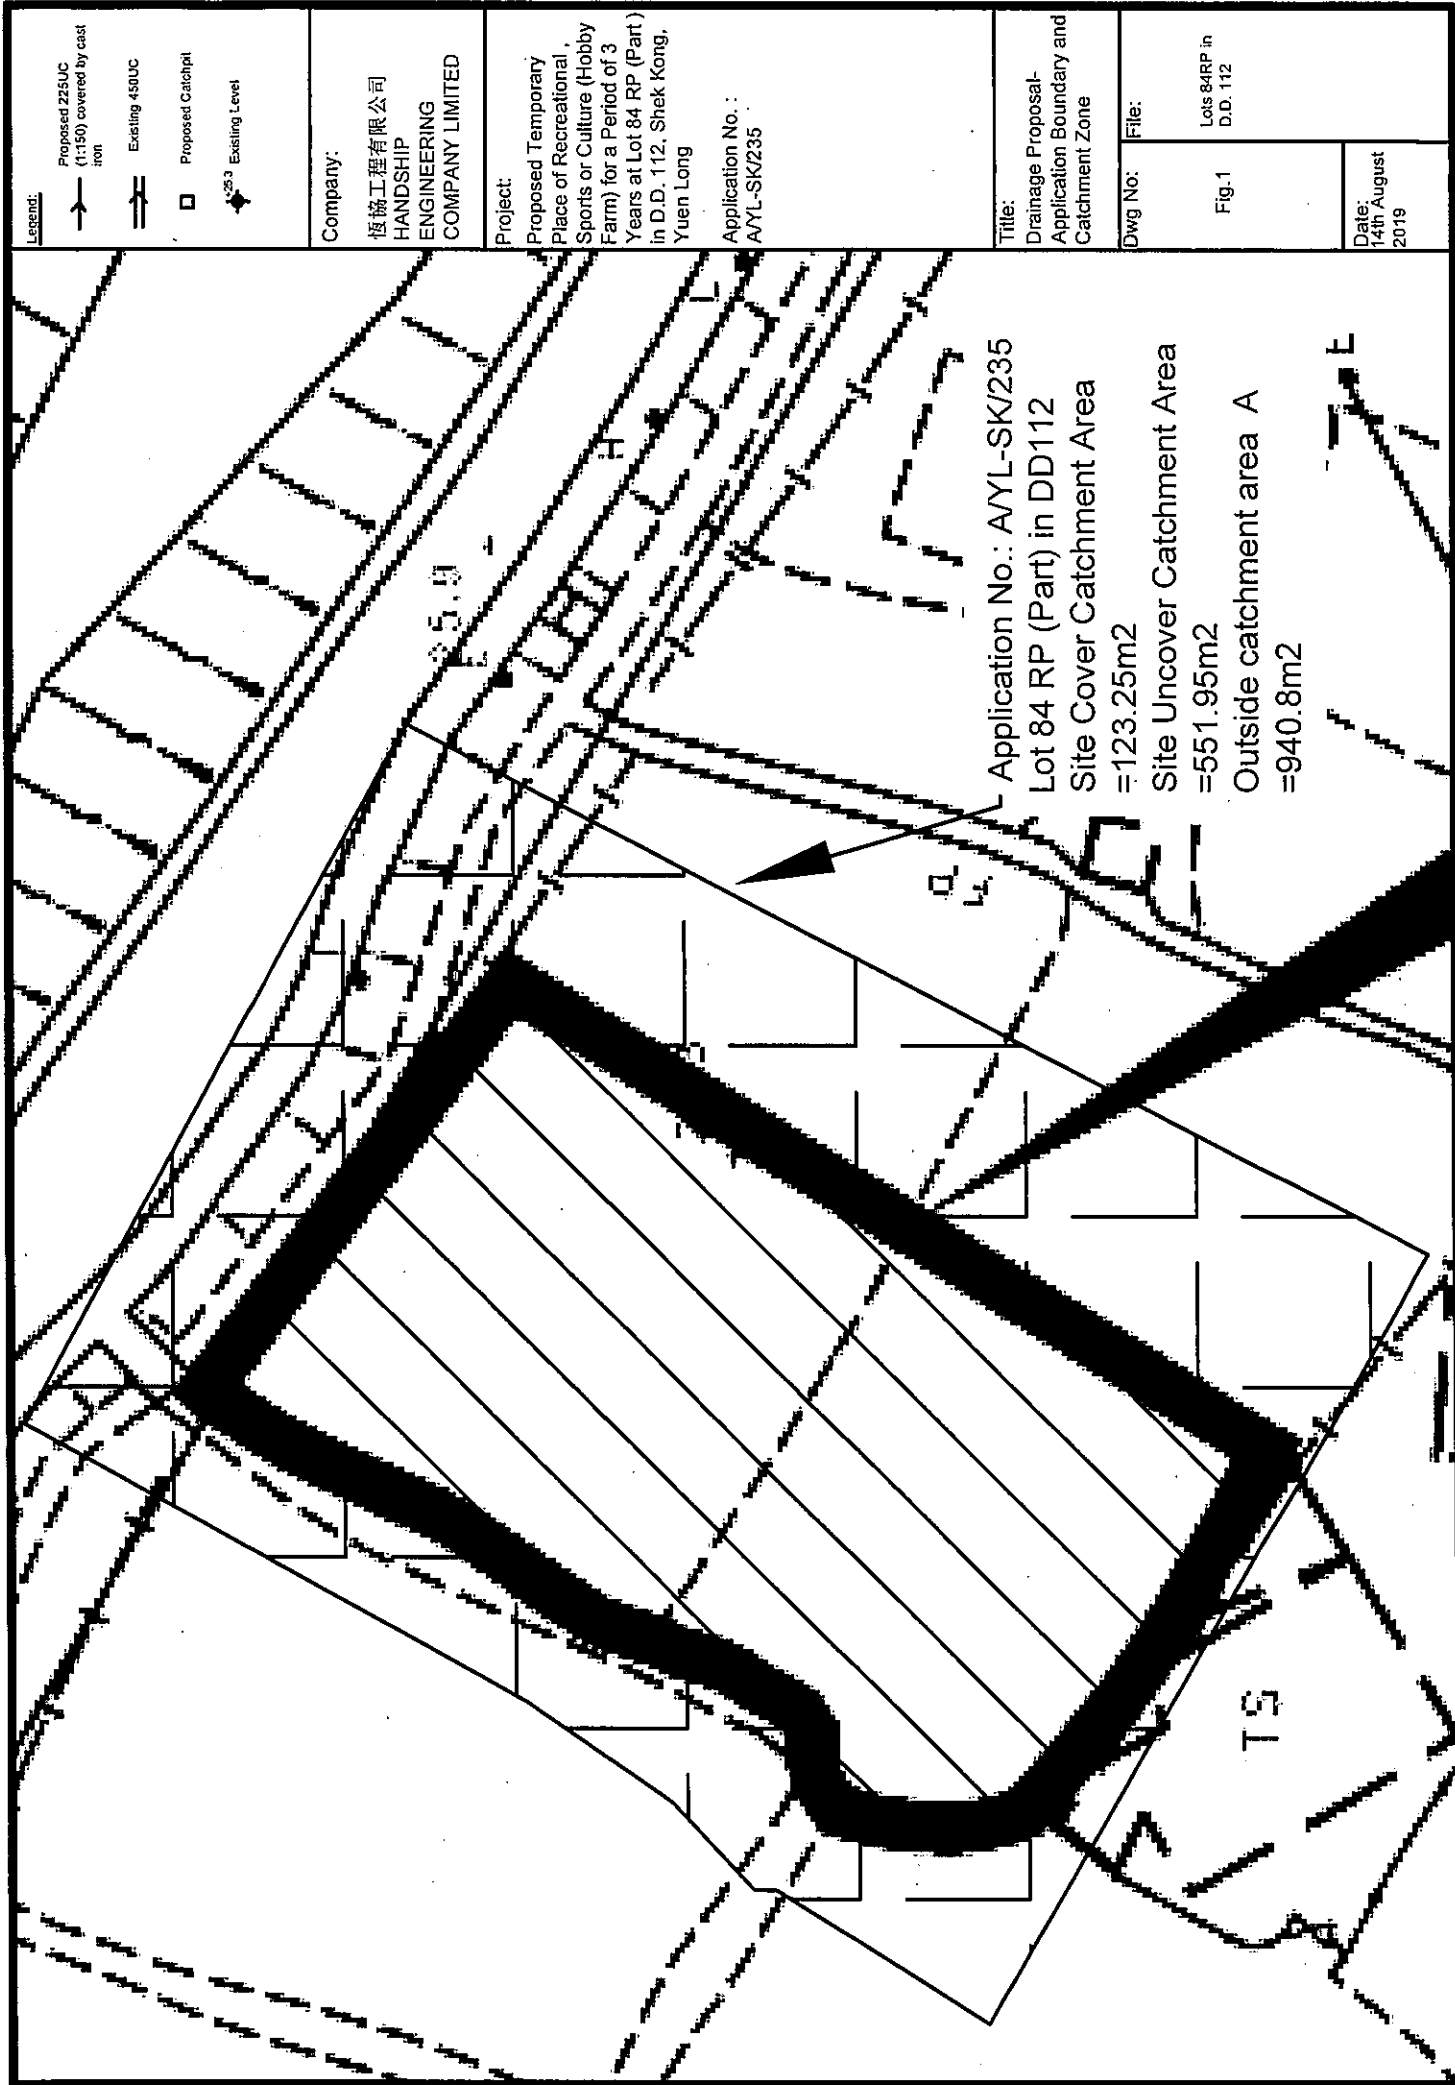 Legend:
Proposed 225UC
(1:150) covered by cast
iron
Existing 450UC
Proposed Catchpit
+25.3 Existing Level
Company:
恆協工程有限公司
HANDSHIP
ENGINEERING
COMPANY LIMITED
Project:
Proposed Temporary
Place of Recreational ,
Sports or Culture (Hobby
Farm) for a Period of 3
Years at Lot 84 RP (Part )
in D.D. 112, Shek Kong,
Yuen Long
Application No. :
A/YL-SK/235
Title:
Drainage Proposal-
Application Boundary and
Catchment Zone
Dwg No:
Fig.1
File:
Lots 84RP in
D.D. 112
Date:
14th August
2019
Application No.: A/YL-SK/235
Lot 84 RP (Part) in DD112
Site Cover Catchment Area
=123.25m2
Site Uncover Catchment Area
=551.95m2
Outside catchment area A
=940.8m2
TS